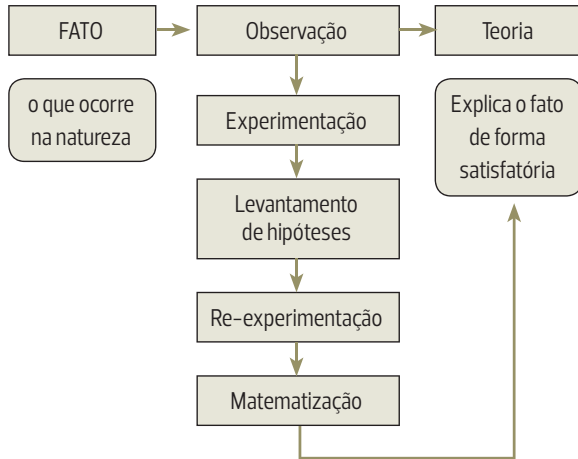 FATO
Observação
Teoria
o que ocorre
na natureza
Explica o fato
de forma
satisfatória
Experimentação
Levantamento
de hipóteses
Re-experimentação
Matematização